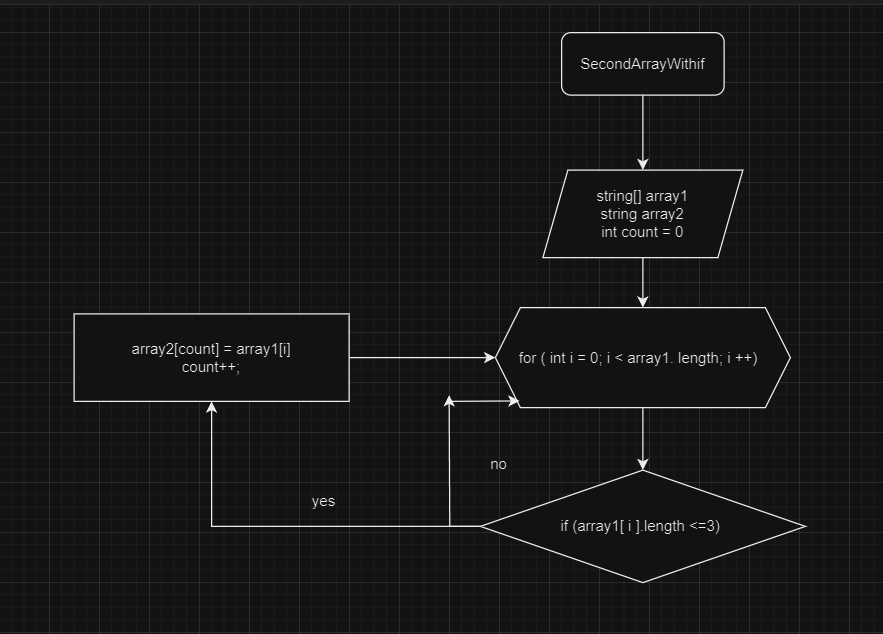 SecondArrayWithif
string[] array1
string array2
int count = 0
array2[count] = array1[i]
count++;
for ( int i = 0; i < array1. length; i ++)
no
yes
if (array1[ i ].length <=3)